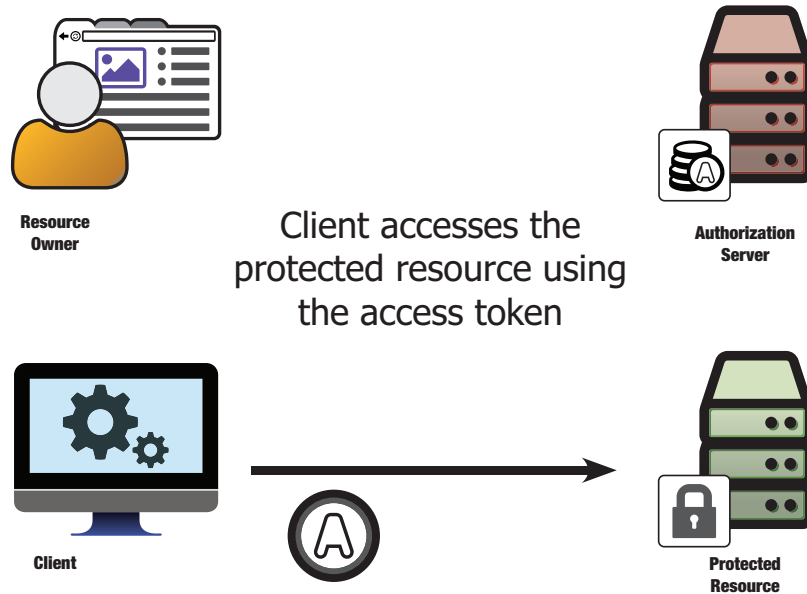 Resource
Owner
Authorization
Server
Client accesses the
protected resource using
the access token
A
Client
A
Protected
Resource